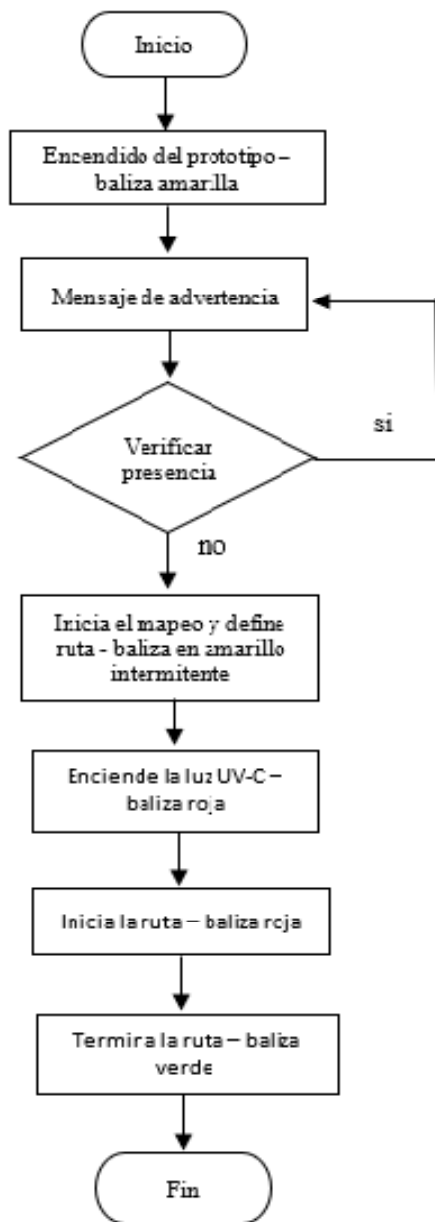 Inicio
Encendido del prototipo –
baliza amarilla
Mensaje de advertencia
Verificar
presencia
si
no
Inicia el mapeo y define
ruta - baliza en amarillo
intermitente
Enciende la luz UV-C –
baliza roja
Inicia la ruta – baliza roja
Termina la ruta – baliza
verde
Fin